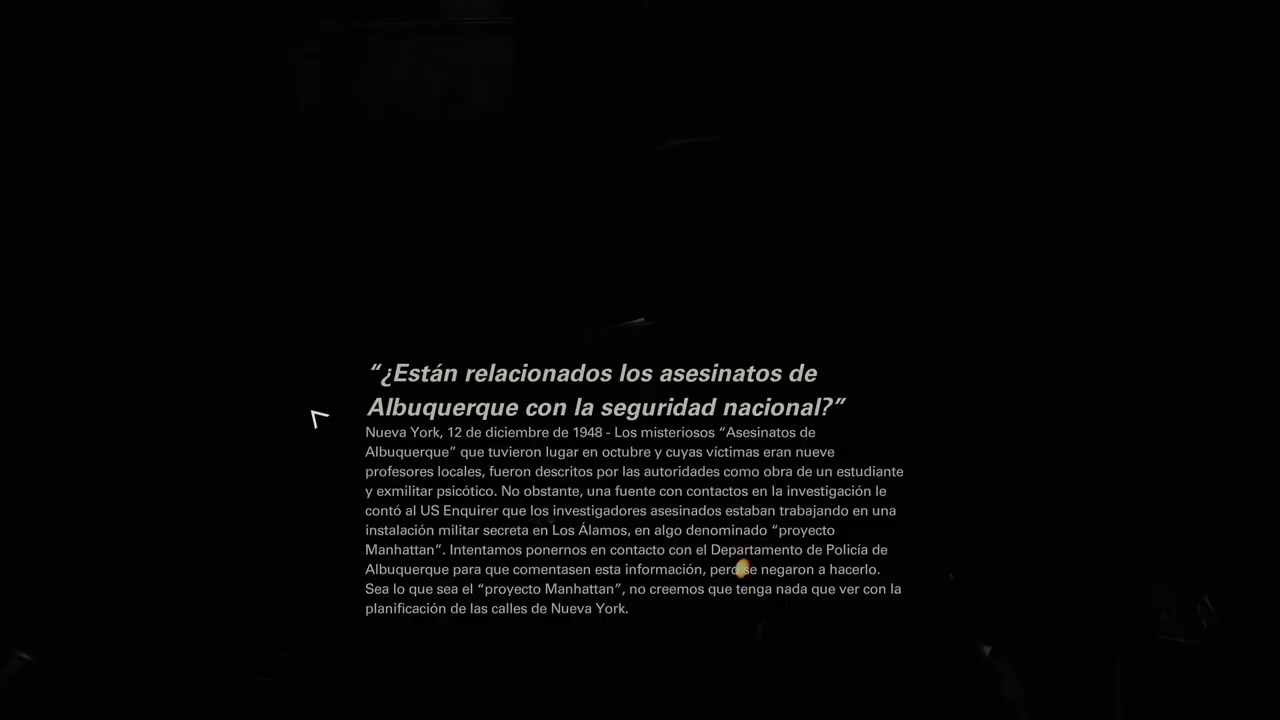 “¿Están relacionados los asesinatos de
Albuquerque con la seguridad nacional?”
Nueva York, 12 de diciembre de 1948 - Los misteriosos “Asesinatos de
Albuquerque” que tuvieron lugar en octubre y cuyas víctimas eran nueve
profesores locales, fueron descritos por las autoridades como obra de un estudiante
y exmilitar psicótico. No obstante, una fuente con contactos en la investigación le
contó al US Enquirer que los investigadores asesinados estaban trabajando en una
instalación militar secreta en Los Álamos, en algo denominado “proyecto
Manhattan”. Intentamos ponernos en contacto con el Departamento de Policía de
Albuquerque para que comentasen esta información, pero se negaron a hacerlo.
Sea lo que sea el “proyecto Manhattan”, no creemos que tenga nada que ver con la
planificación de las calles de Nueva York.